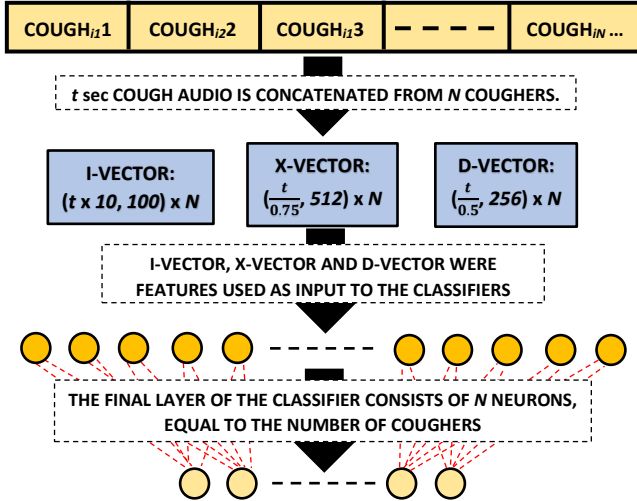 COUGHi11 COUGHi22 COUGHi13 COUGHiN ...
t sec COUGH AUDIO IS CONCATENATED FROM N COUGHERS.
I-VECTOR:
(t x 10, 100) x N
X-VECTOR:
(t/0.75, 512) x N
D-VECTOR:
(t/0.5, 256) x N
I-VECTOR, X-VECTOR AND D-VECTOR WERE
FEATURES USED AS INPUT TO THE CLASSIFIERS
THE FINAL LAYER OF THE CLASSIFIER CONSISTS OF N NEURONS,
EQUAL TO THE NUMBER OF COUGHERS